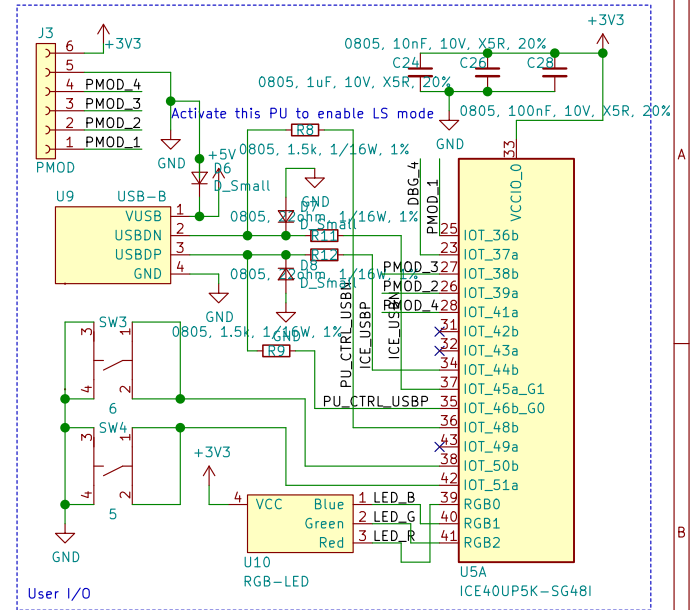 J3
6
+3V3
5
4 PMOD_4
3 PMOD_3
2 PMOD_2
1 PMOD_1
PMOD
GND
+3V3
0805, 10nF, 10V, X5R, 20%
C24
C26
C28
0805, 1uF, 10V, X5R, 20%
0805, 100nF, 10V, X5R, 20%
GND
Activate this PU to enable LS mode
R8
0805, 1.5k, 1/16W, 1%
+5V
D6
D_Small
GND
U9
USB-B
VUSB 1
USBDN 2
USBDP 3
GND 4
GND
D7
D_Small
0805, 22ohm, 1/16W, 1%
R11
R12
D8
D_Small
0805, 22ohm, 1/16W, 1%
GND
0805, 1.5k, 1/16W, 1%
R9
PU_CTRL_USBN
ICE_USBP
ICE_USBN
PU_CTRL_USBP
DBG_4
PMOD_1
PMOD_3
PMOD_2
PMOD_4
33
VCCIO_0
25 IOT_36b
23 IOT_37a
27 IOT_38b
26 IOT_39a
28 IOT_41a
31 IOT_42b
32 IOT_43a
34 IOT_44b
37 IOT_45a_G1
35 IOT_46b_G0
36 IOT_48b
43 IOT_49a
38 IOT_50b
42 IOT_51a
39 RGB0
40 RGB1
41 RGB2
U5A
ICE40UP5K-SG48I
SW3
3
1
4
2
6
SW4
3
1
4
2
5
GND
+3V3
4 VCC
Blue 1 LED_B
Green 2 LED_G
Red 3 LED_R
U10
RGB-LED
User I/O
A
B